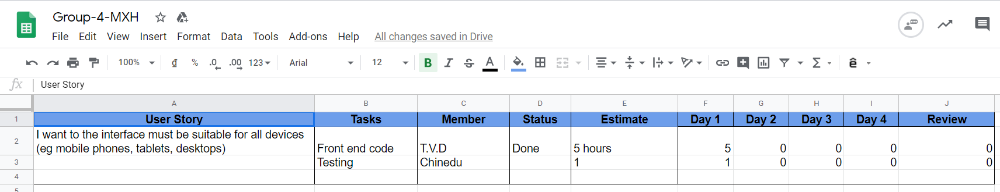 Group-4-MXH
File Edit View Insert Format Data Tools Add-ons Help All changes saved in Drive
100% ₫ % .0 .00 123 Arial 12 B I S A Σ ê
fx User Story
A B C D E F G H I J
1 User Story Tasks Member Status Estimate Day 1 Day 2 Day 3 Day 4 Review
I want to the interface must be suitable for all devices
2 (eg mobile phones, tablets, desktops) Front end code T.V.D Done 5 hours 5 0 0 0 0
3 Testing Chinedu 1 1 0 0 0 0
4
5